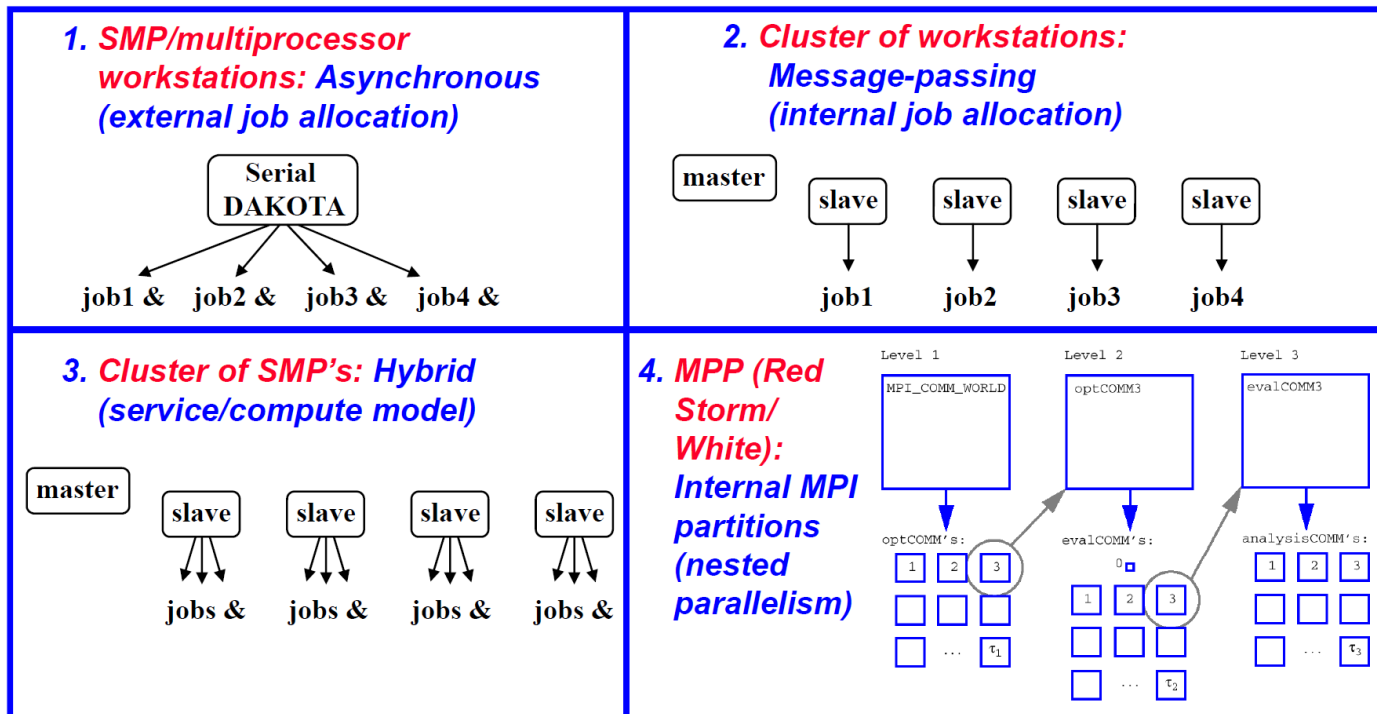 1. SMP/multiprocessor
workstations: Asynchronous
(external job allocation)
Serial
DAKOTA
job1 & job2 & job3 & job4 &
2. Cluster of workstations:
Message-passing
(internal job allocation)
master slave slave slave slave
job1 job2 job3 job4
3. Cluster of SMP's: Hybrid
(service/compute model)
master slave slave slave slave
jobs & jobs & jobs & jobs &
4. MPP (Red
Storm/
White):
Internal MPI
partitions
(nested
parallelism)
Level 1 Level 2 Level 3
MPI_COMM_WORLD optCOMM3 evalCOMM3
optCOMM's: evalCOMM's: analysisCOMM's:
1 2 3
... τ1
0
1 2 3
... τ2
1 2 3
... τ3